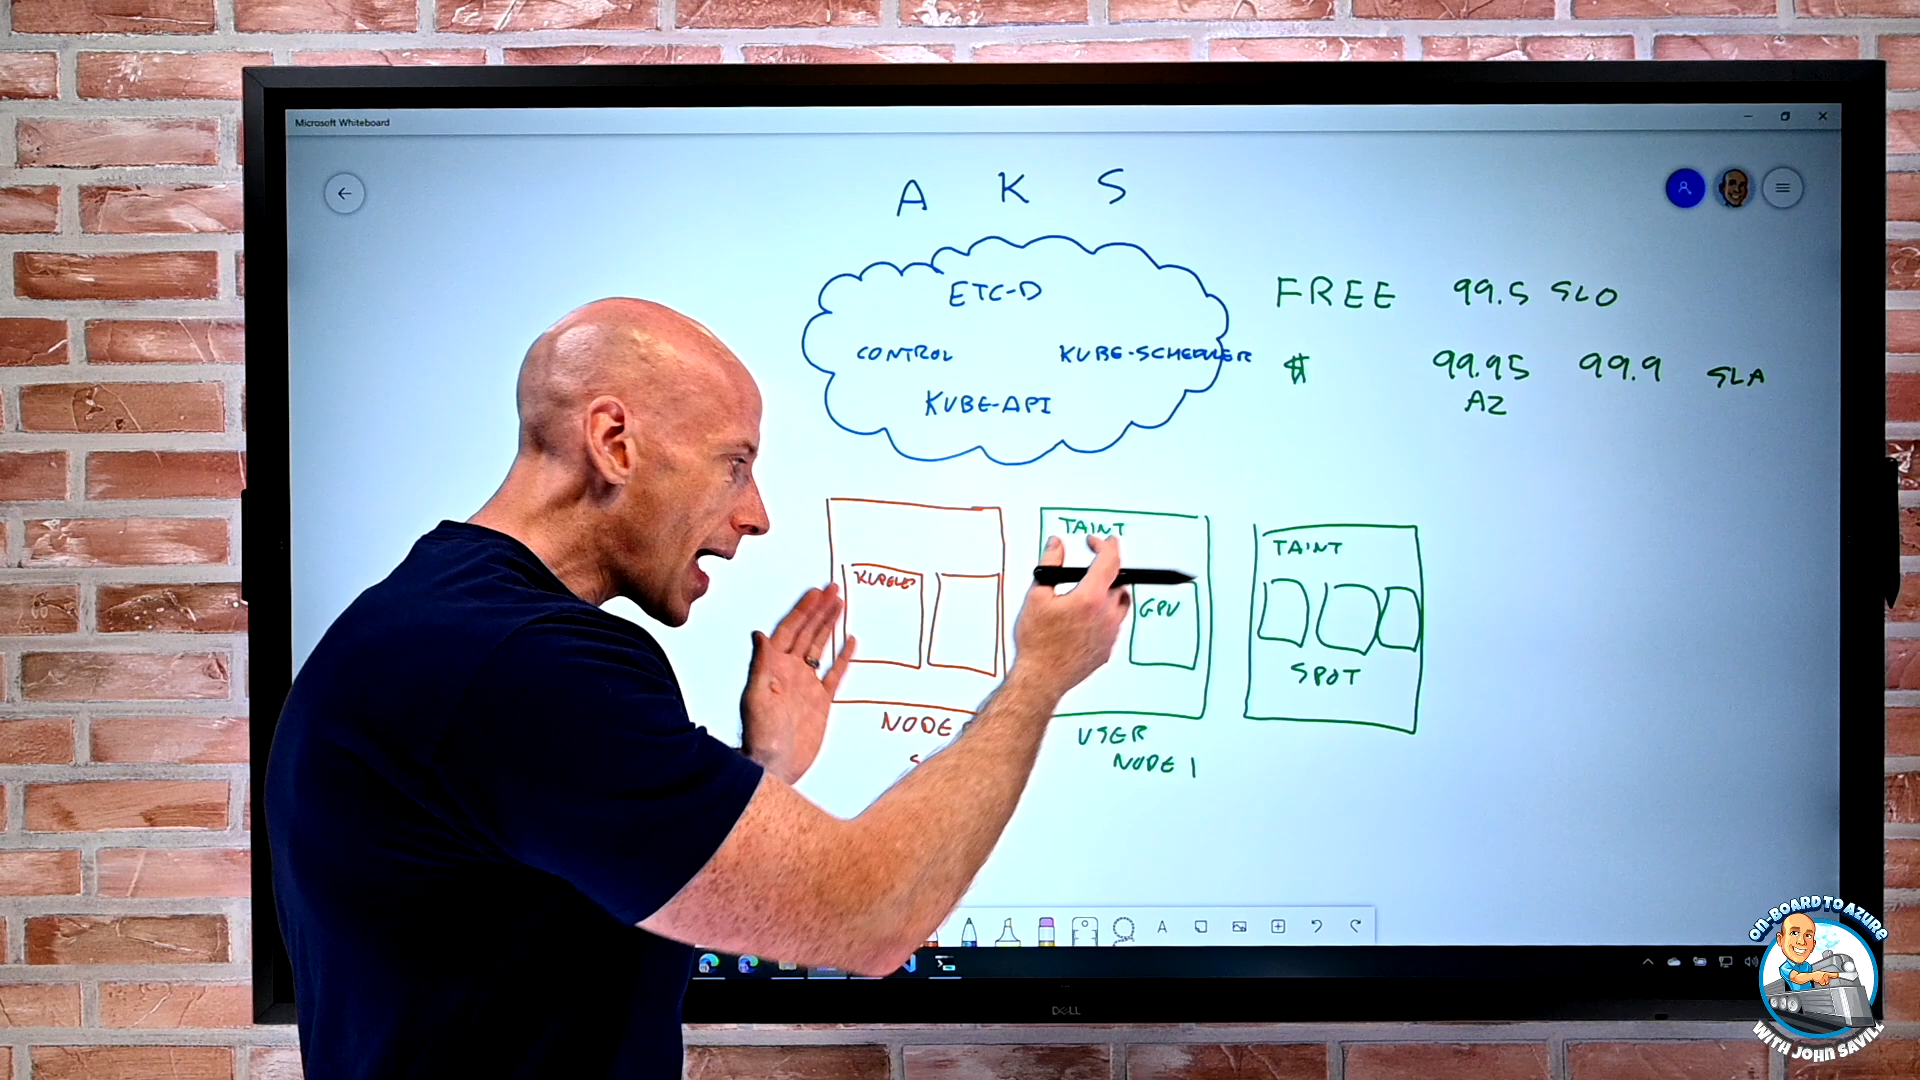 Microsoft Whiteboard
A K S
ETC-D
CONTROL KUBE-SCHEDULER
KUBE-API
FREE 99.5 SLO
$ 99.95 99.9 SLA
AZ
KUBELET
NODE
S
TAINT
GPU
USER
NODE 1
TAINT
SPOT
DELL
ON-BOARD TO AZURE
WITH JOHN SAVILL